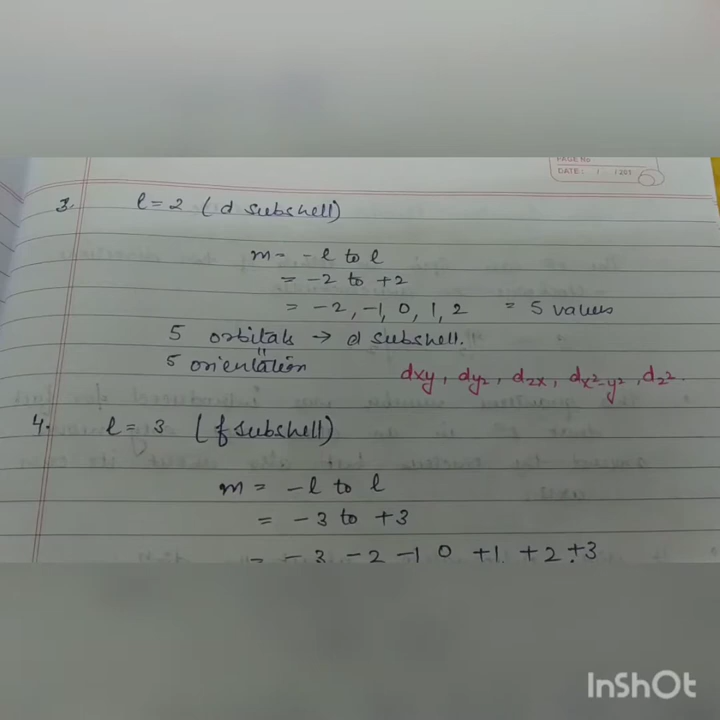 PAGE No
DATE: / /201
3. l = 2 ( d subshell)
m = -l to l
= -2 to +2
= -2, -1, 0, 1, 2 = 5 values
5 orbitals → d subshell.
"
5 orientation
dxy, dyz, dzx, dx²-y², dz².
4. l = 3 (f subshell)
m = -l to l
= -3 to +3
= -3 -2 -1 0 +1 +2 +3
InShOt